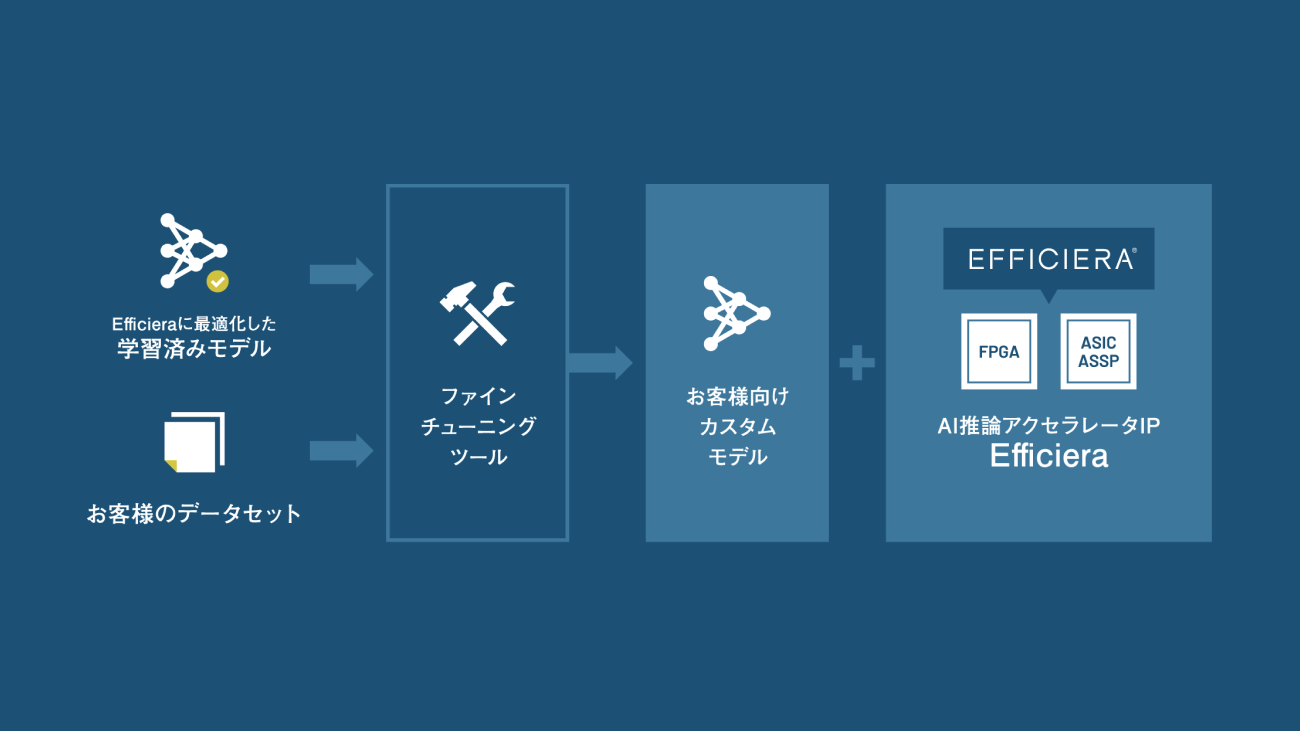 Efficieraに最適化した
学習済みモデル
お客様のデータセット
ファイン
チューニング
ツール
お客様向け
カスタム
モデル
EFFICIERA®
FPGA
ASIC
ASSP
AI推論アクセラレータIP
Efficiera